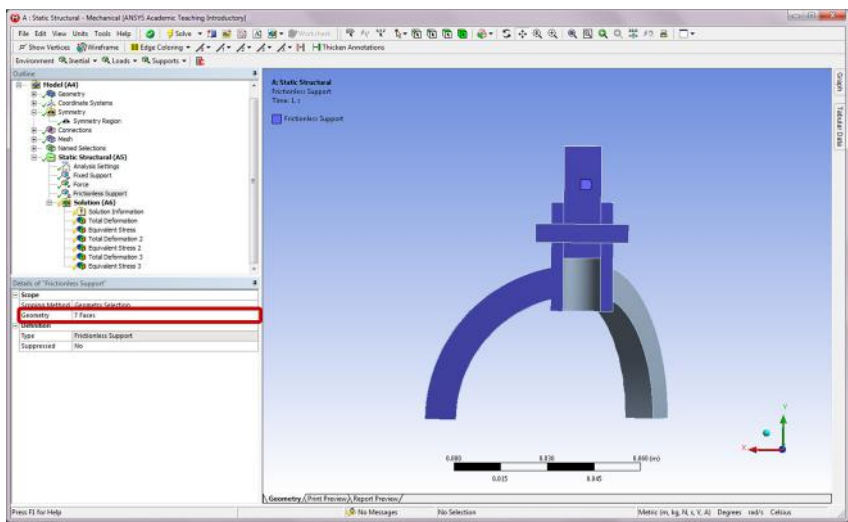 A : Static Structural - Mechanical [ANSYS Academic Teaching Introductory]
File Edit View Units Tools Help Solve Worksheet
Show Vertices Wireframe Edge Coloring Thicken Annotations
Environment Inertial Loads Supports
Outline
Model (A4)
Geometry
Coordinate Systems
Symmetry
Symmetry Region
Connections
Mesh
Named Selections
Static Structural (A5)
Analysis Settings
Fixed Support
Force
Frictionless Support
Solution (A6)
Solution Information
Total Deformation
Equivalent Stress
Total Deformation 2
Equivalent Stress 2
Total Deformation 3
Equivalent Stress 3
Details of "Frictionless Support"
Scope
Scoping Method Geometry Selection
Geometry 7 Faces
Definition
Type Frictionless Support
Suppressed No
A: Static Structural
Frictionless Support
Time: 1. s
Frictionless Support
Graph
Tabular Data
Y
X
0.000 0.030 0.060 (m)
0.015 0.045
Geometry Print Preview Report Preview
Press F1 for Help No Messages No Selection Metric (m, kg, N, s, V, A) Degrees rad/s Celsius